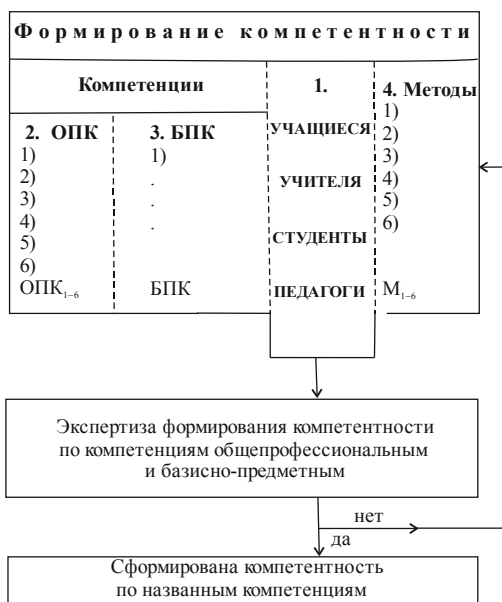 Формирование компетентности
Компетенции
2. ОПК
1)
2)
3)
4)
5)
6)
ОПК1–6
3. БПК
1)
.
.
.
БПК
1.
УЧАЩИЕСЯ
УЧИТЕЛЯ
СТУДЕНТЫ
ПЕДАГОГИ
4. Методы
1)
2)
3)
4)
5)
6)
М1–6
Экспертиза формирования компетентности
по компетенциям общепрофессиональным
и базисно-предметным
нет
да
Сформирована компетентность
по названным компетенциям